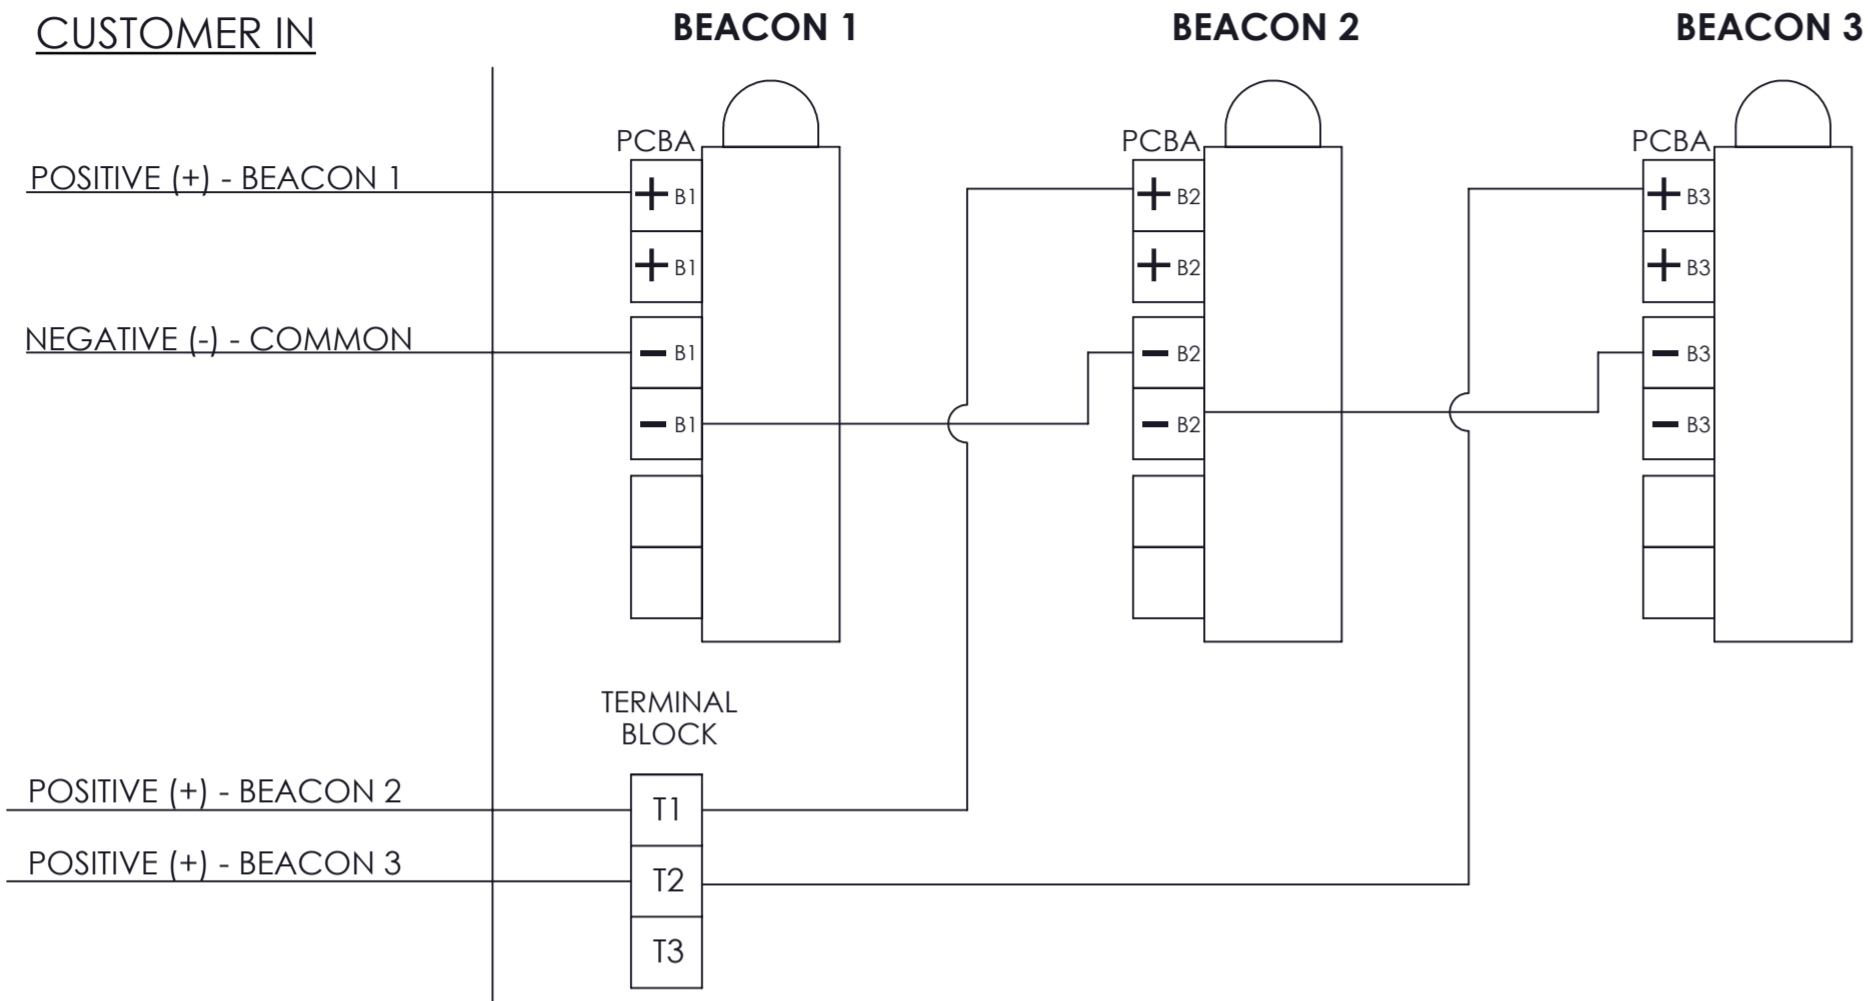 CUSTOMER IN
BEACON 1
BEACON 2
BEACON 3
PCBA
PCBA
PCBA
POSITIVE (+) - BEACON 1
+ B1
+ B2
+ B3
+ B1
+ B2
+ B3
NEGATIVE (-) - COMMON
- B1
- B2
- B3
- B1
- B2
- B3
TERMINAL
BLOCK
POSITIVE (+) - BEACON 2
T1
POSITIVE (+) - BEACON 3
T2
T3